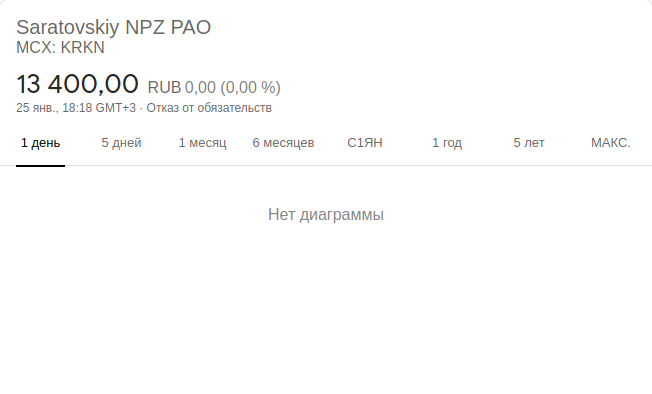 Saratovskiy NPZ PAO
MCX: KRKN
13 400,00 RUB 0,00 (0,00 %)
25 янв., 18:18 GMT+3 · Отказ от обязательств
1 день 5 дней 1 месяц 6 месяцев С1ЯН 1 год 5 лет МАКС.
Нет диаграммы